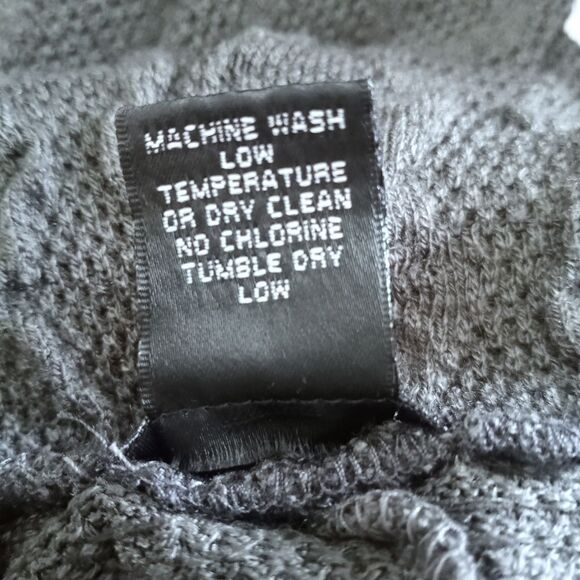 MACHINE WASH
LOW
TEMPERATURE
OR DRY CLEAN
NO CHLORINE
TUMBLE DRY
LOW